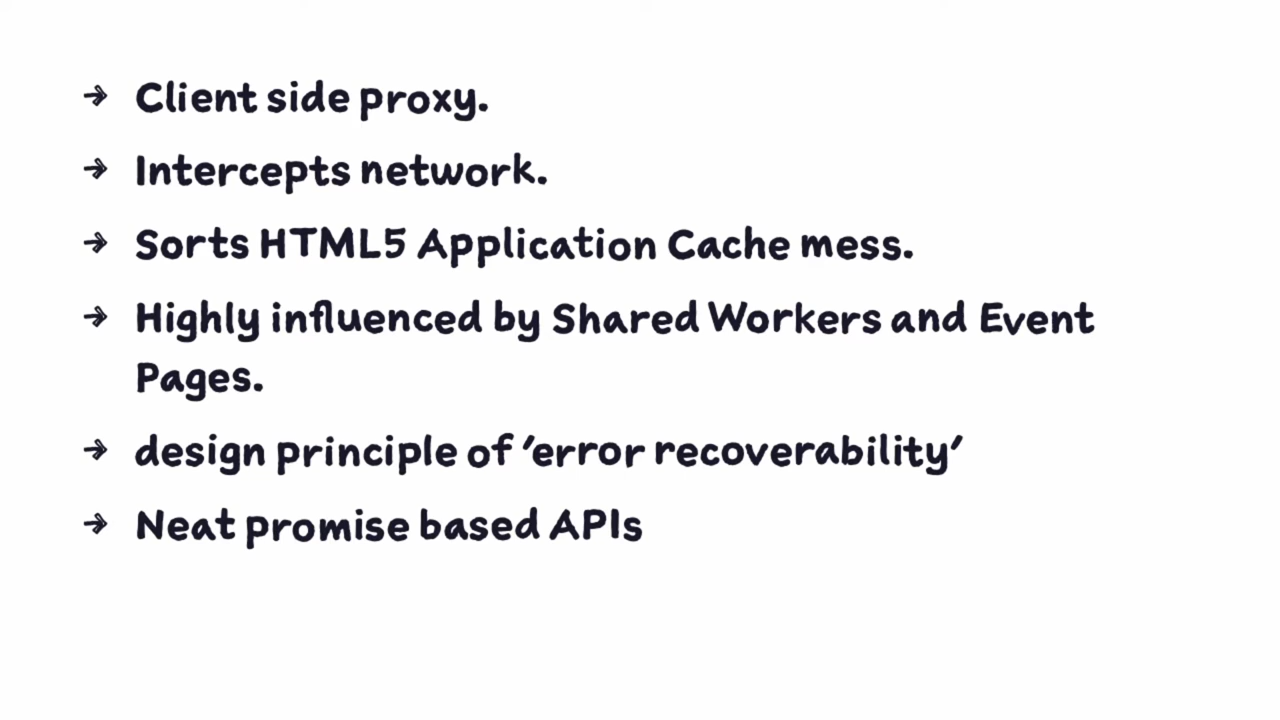 → Client side proxy.
→ Intercepts network.
→ Sorts HTML5 Application Cache mess.
→ Highly influenced by Shared Workers and Event
Pages.
→ design principle of 'error recoverability'
→ Neat promise based APIs